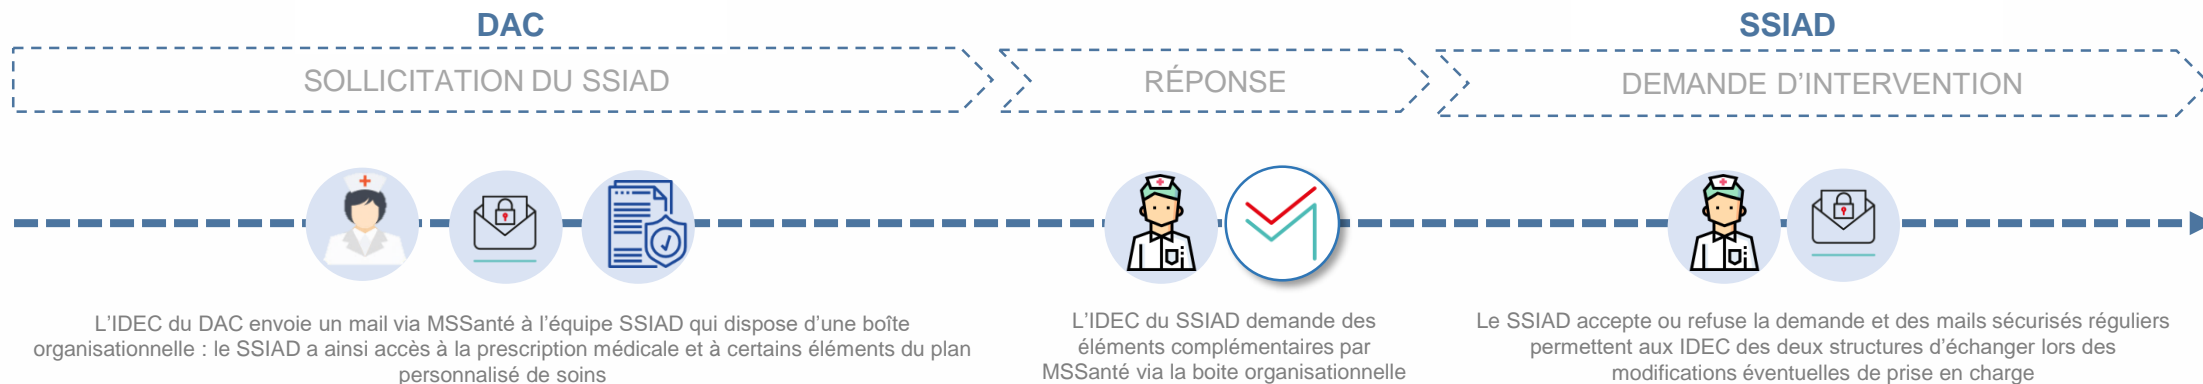 DAC
SSIAD
SOLLICITATION DU SSIAD
RÉPONSE
DEMANDE D'INTERVENTION
L'IDEC du DAC envoie un mail via MSSanté à l'équipe SSIAD qui dispose d'une boîte
organisationnelle : le SSIAD a ainsi accès à la prescription médicale et à certains éléments du plan
personnalisé de soins
L'IDEC du SSIAD demande des
éléments complémentaires par
MSSanté via la boite organisationnelle
Le SSIAD accepte ou refuse la demande et des mails sécurisés réguliers
permettent aux IDEC des deux structures d'échanger lors des
modifications éventuelles de prise en charge